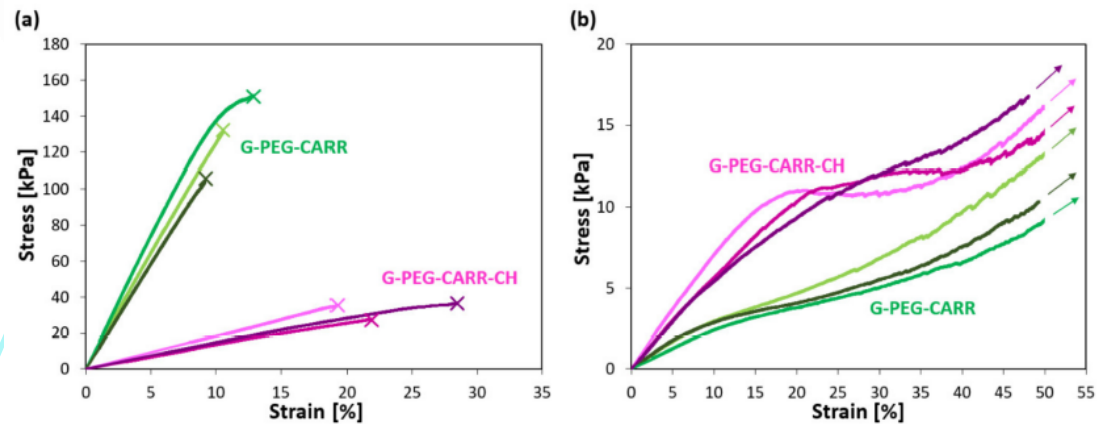 (a)
180
160
140
120
100
80
60
40
20
0
Stress [kPa]
G-PEG-CARR
G-PEG-CARR-CH
0 5 10 15 20 25 30 35
Strain [%]
(b)
20
15
10
5
0
Stress [kPa]
G-PEG-CARR-CH
G-PEG-CARR
0 5 10 15 20 25 30 35 40 45 50 55
Strain [%]